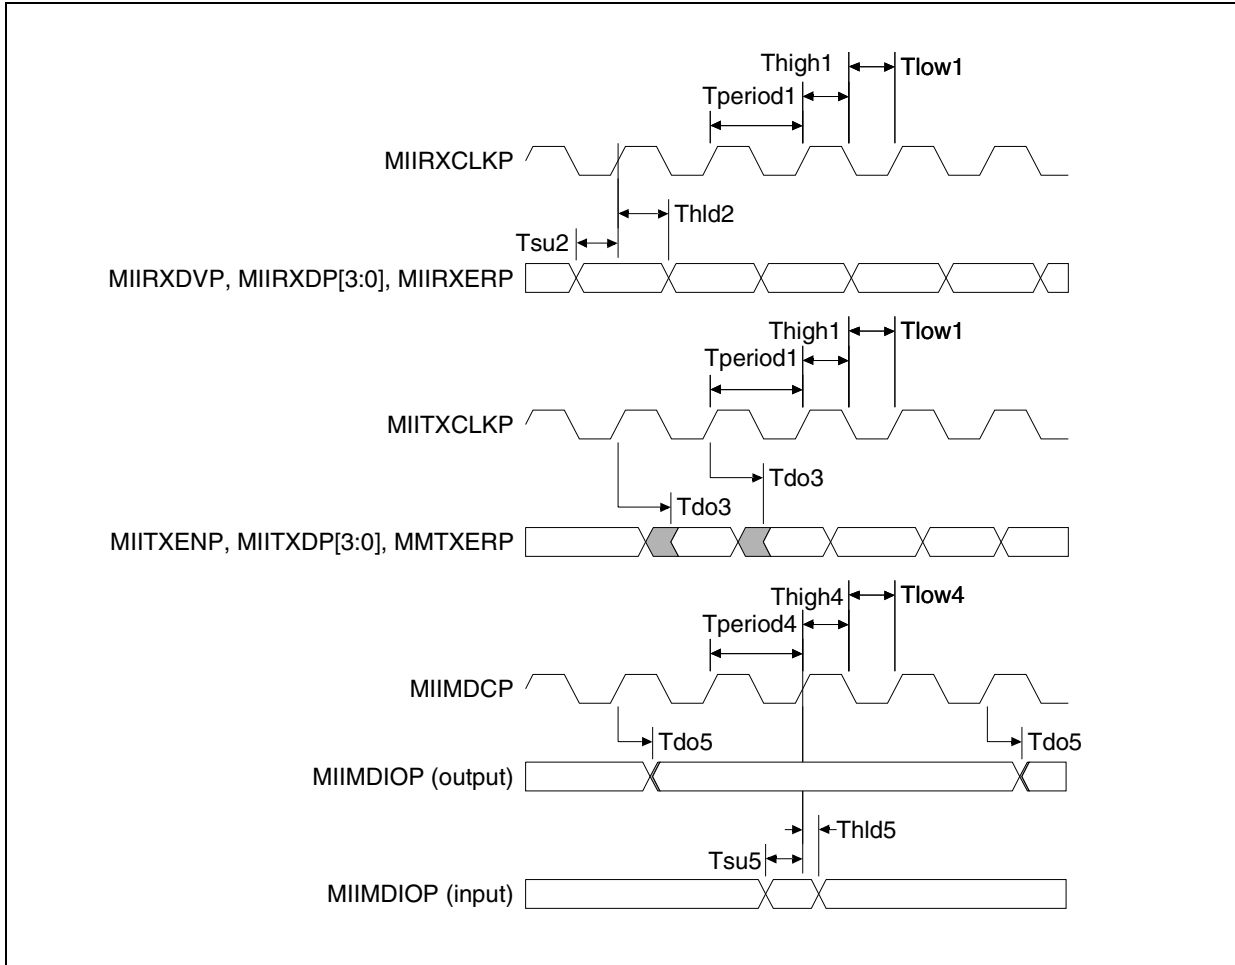 Thigh1
Tlow1
Tperiod1
MIIRXCLKP
Thld2
Tsu2
MIIRXDVP, MIIRXDP[3:0], MIIRXERP
Thigh1
Tlow1
Tperiod1
MIITXCLKP
Tdo3
Tdo3
MIITXENP, MIITXDP[3:0], MMTXERP
Thigh4
Tlow4
Tperiod4
MIIMDCP
Tdo5
Tdo5
MIIMDIOP (output)
Thld5
Tsu5
MIIMDIOP (input)